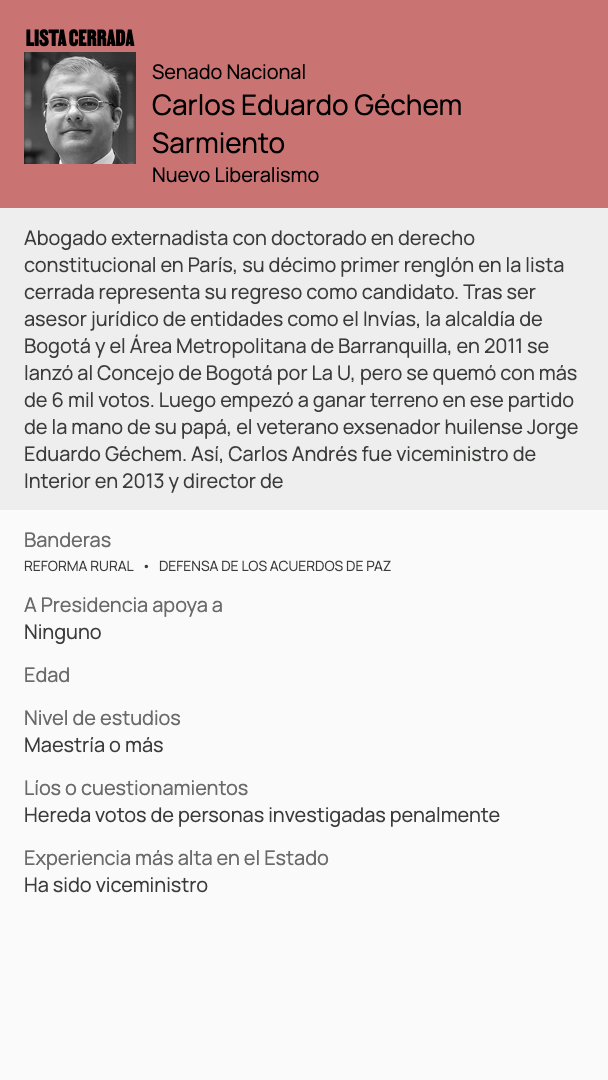 LISTA CERRADA
Senado Nacional
Carlos Eduardo Géchem
Sarmiento
Nuevo Liberalismo
Abogado externadista con doctorado en derecho
constitucional en París, su décimo primer renglón en la lista
cerrada representa su regreso como candidato. Tras ser
asesor jurídico de entidades como el Invías, la alcaldía de
Bogotá y el Área Metropolitana de Barranquilla, en 2011 se
lanzó al Concejo de Bogotá por La U, pero se quemó con más
de 6 mil votos. Luego empezó a ganar terreno en ese partido
de la mano de su papá, el veterano exsenador huilense Jorge
Eduardo Géchem. Así, Carlos Andrés fue viceministro de
Interior en 2013 y director de
Banderas
REFORMA RURAL • DEFENSA DE LOS ACUERDOS DE PAZ
A Presidencia apoya a
Ninguno
Edad
Nivel de estudios
Maestría o más
Líos o cuestionamientos
Hereda votos de personas investigadas penalmente
Experiencia más alta en el Estado
Ha sido viceministro